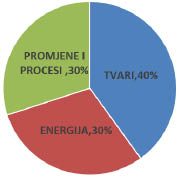 PROMJENE I
PROCESI ,30%
TVARI,40%
ENERGIJA,30%